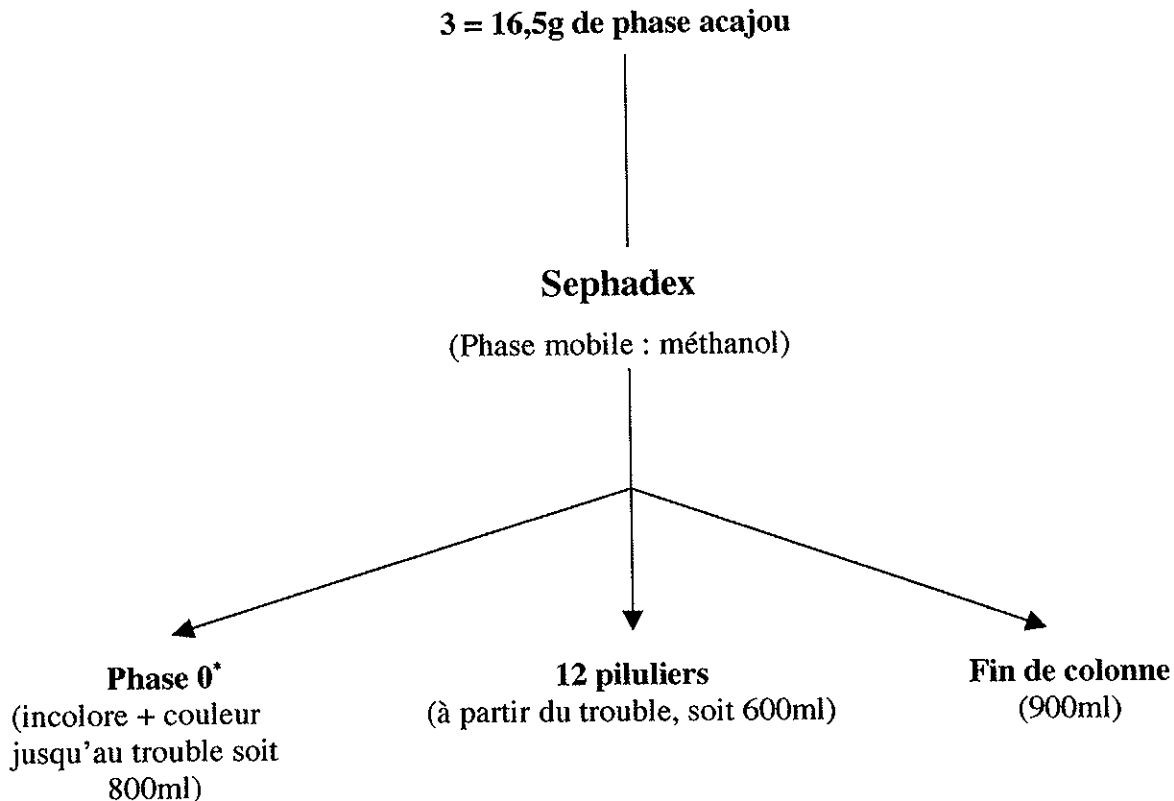 3 = 16,5g de phase acajou
Sephadex
(Phase mobile : méthanol)
Phase 0*
(incolore + couleur
jusqu'au trouble soit
800ml)
12 piluliers
(à partir du trouble, soit 600ml)
Fin de colonne
(900ml)